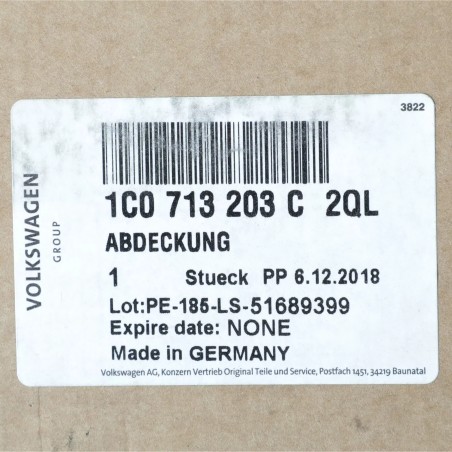 3822
VOLKSWAGEN
GROUP
1C0 713 203 C 2QL
ABDECKUNG
1 Stueck PP 6.12.2018
Lot:PE-185-LS-51689399
Expire date: NONE
Made in GERMANY
Volkswagen AG, Konzern Vertrieb Original Teile und Service, Postfach 1451, 34219 Baunatal